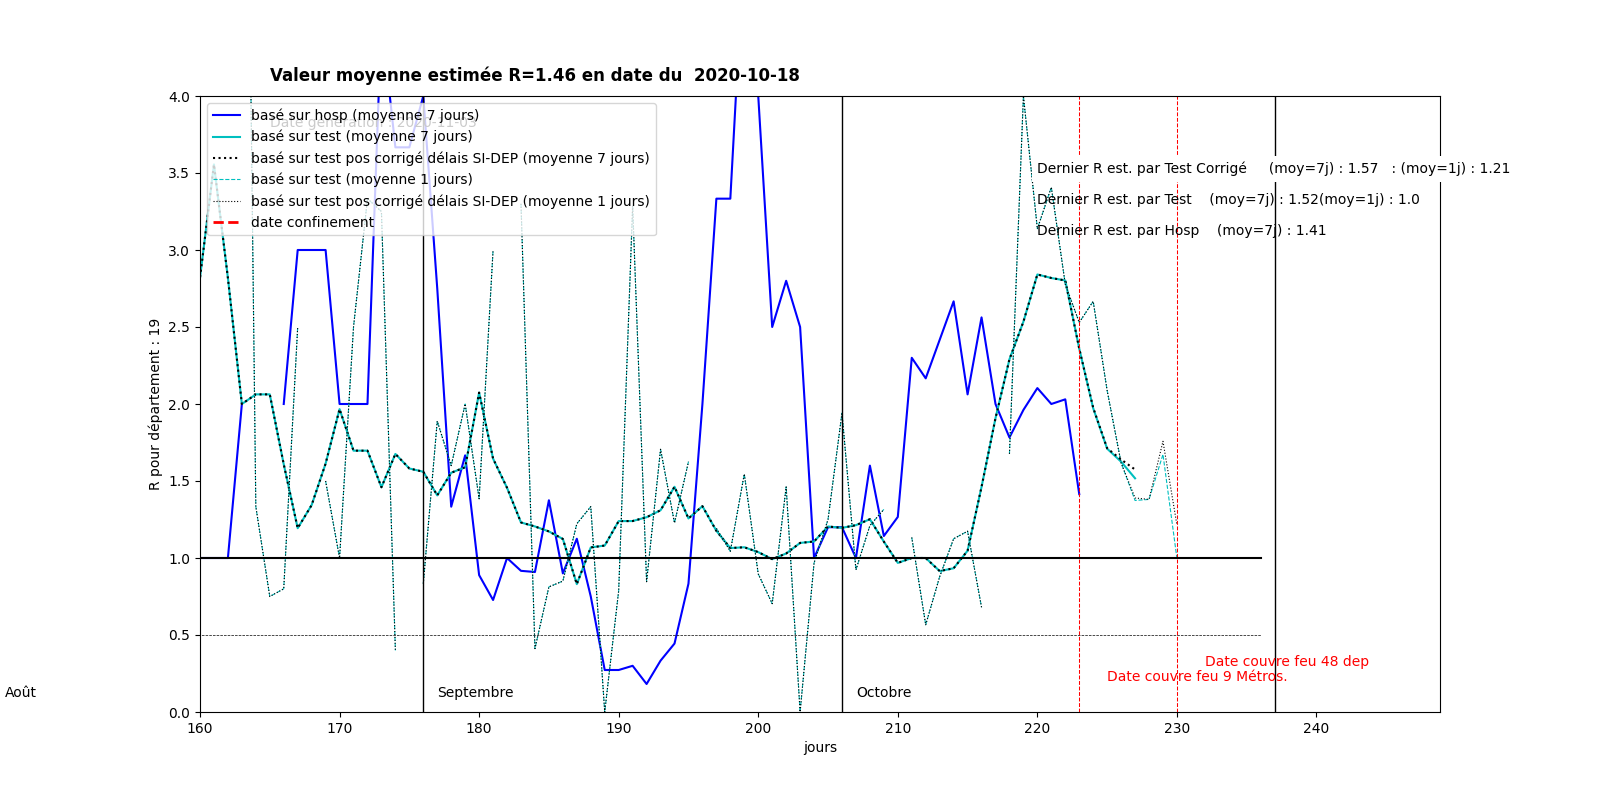 Valeur moyenne estimée R=1.46 en date du  2020-10-18
basé sur hosp (moyenne 7 jours)
basé sur test (moyenne 7 jours)
basé sur test pos corrigé délais SI-DEP (moyenne 7 jours)
basé sur test (moyenne 1 jours)
basé sur test pos corrigé délais SI-DEP (moyenne 1 jours)
date confinement
Dernier R est. par Test Corrigé (moy=7j) : 1.57 : (moy=1j) : 1.21
Dernier R est. par Test (moy=7j) : 1.52(moy=1j) : 1.0
Dernier R est. par Hosp (moy=7j) : 1.41
R pour département : 19
4.0
3.5
3.0
2.5
2.0
1.5
1.0
0.5
0.0
Date couvre feu 48 dep
Date couvre feu 9 Métros.
Août
Septembre
Octobre
160 170 180 190 200 210 220 230 240
jours